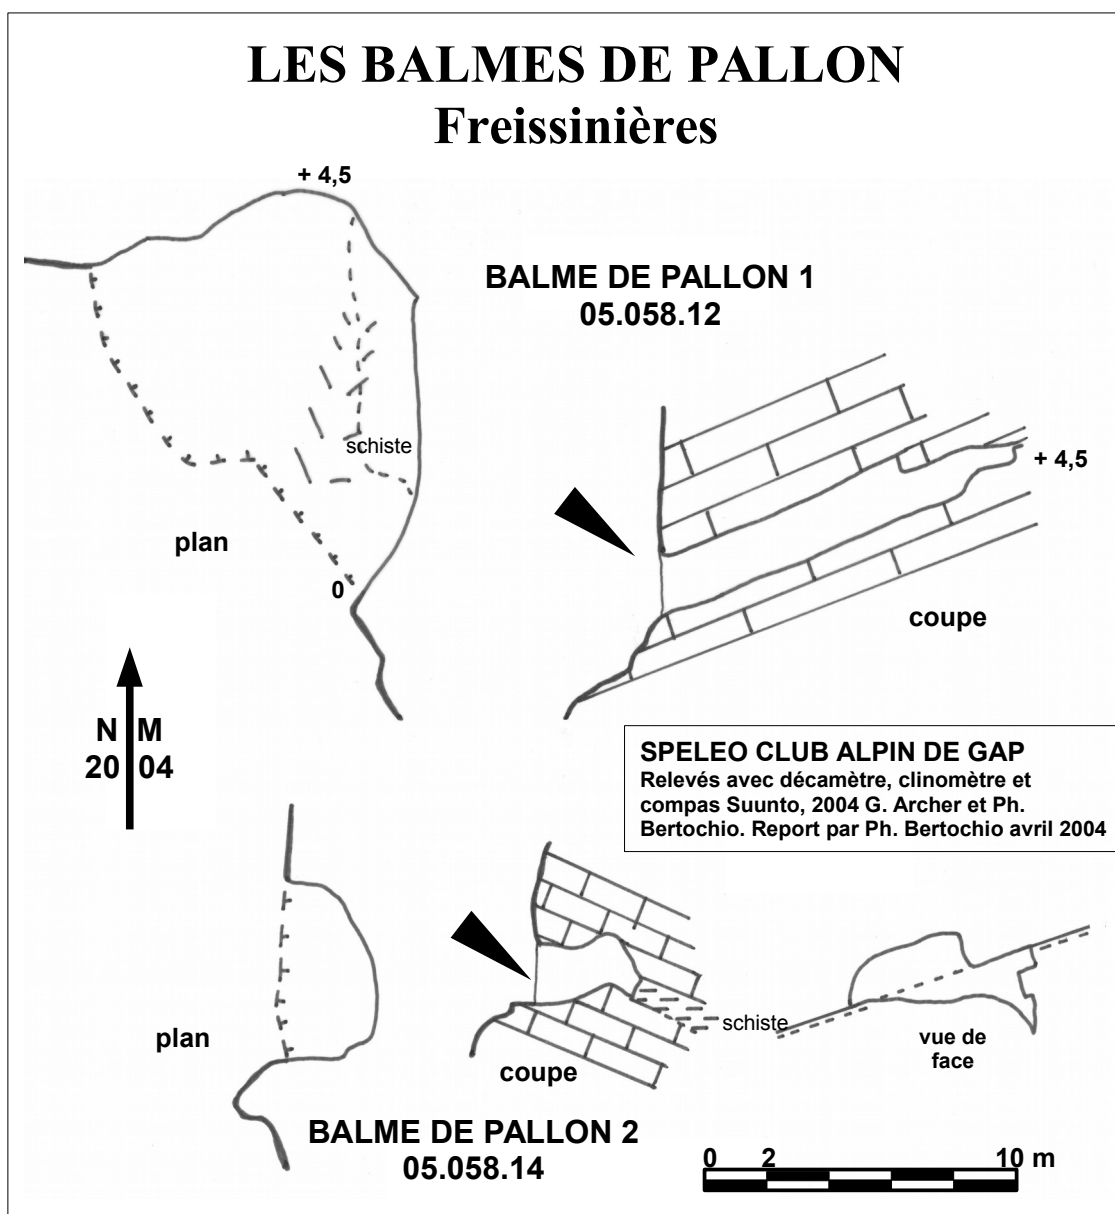 LES BALMES DE PALLON
Freissinières
+ 4,5
BALME DE PALLON 1
05.058.12
schiste
+ 4,5
plan
0
coupe
N M
20 04
SPELEO CLUB ALPIN DE GAP
Relevés avec décamètre, clinomètre et
compas Suunto, 2004 G. Archer et Ph.
Bertochio. Report par Ph. Bertochio avril 2004
schiste
plan
vue de
face
coupe
BALME DE PALLON 2
05.058.14
0 2 10 m